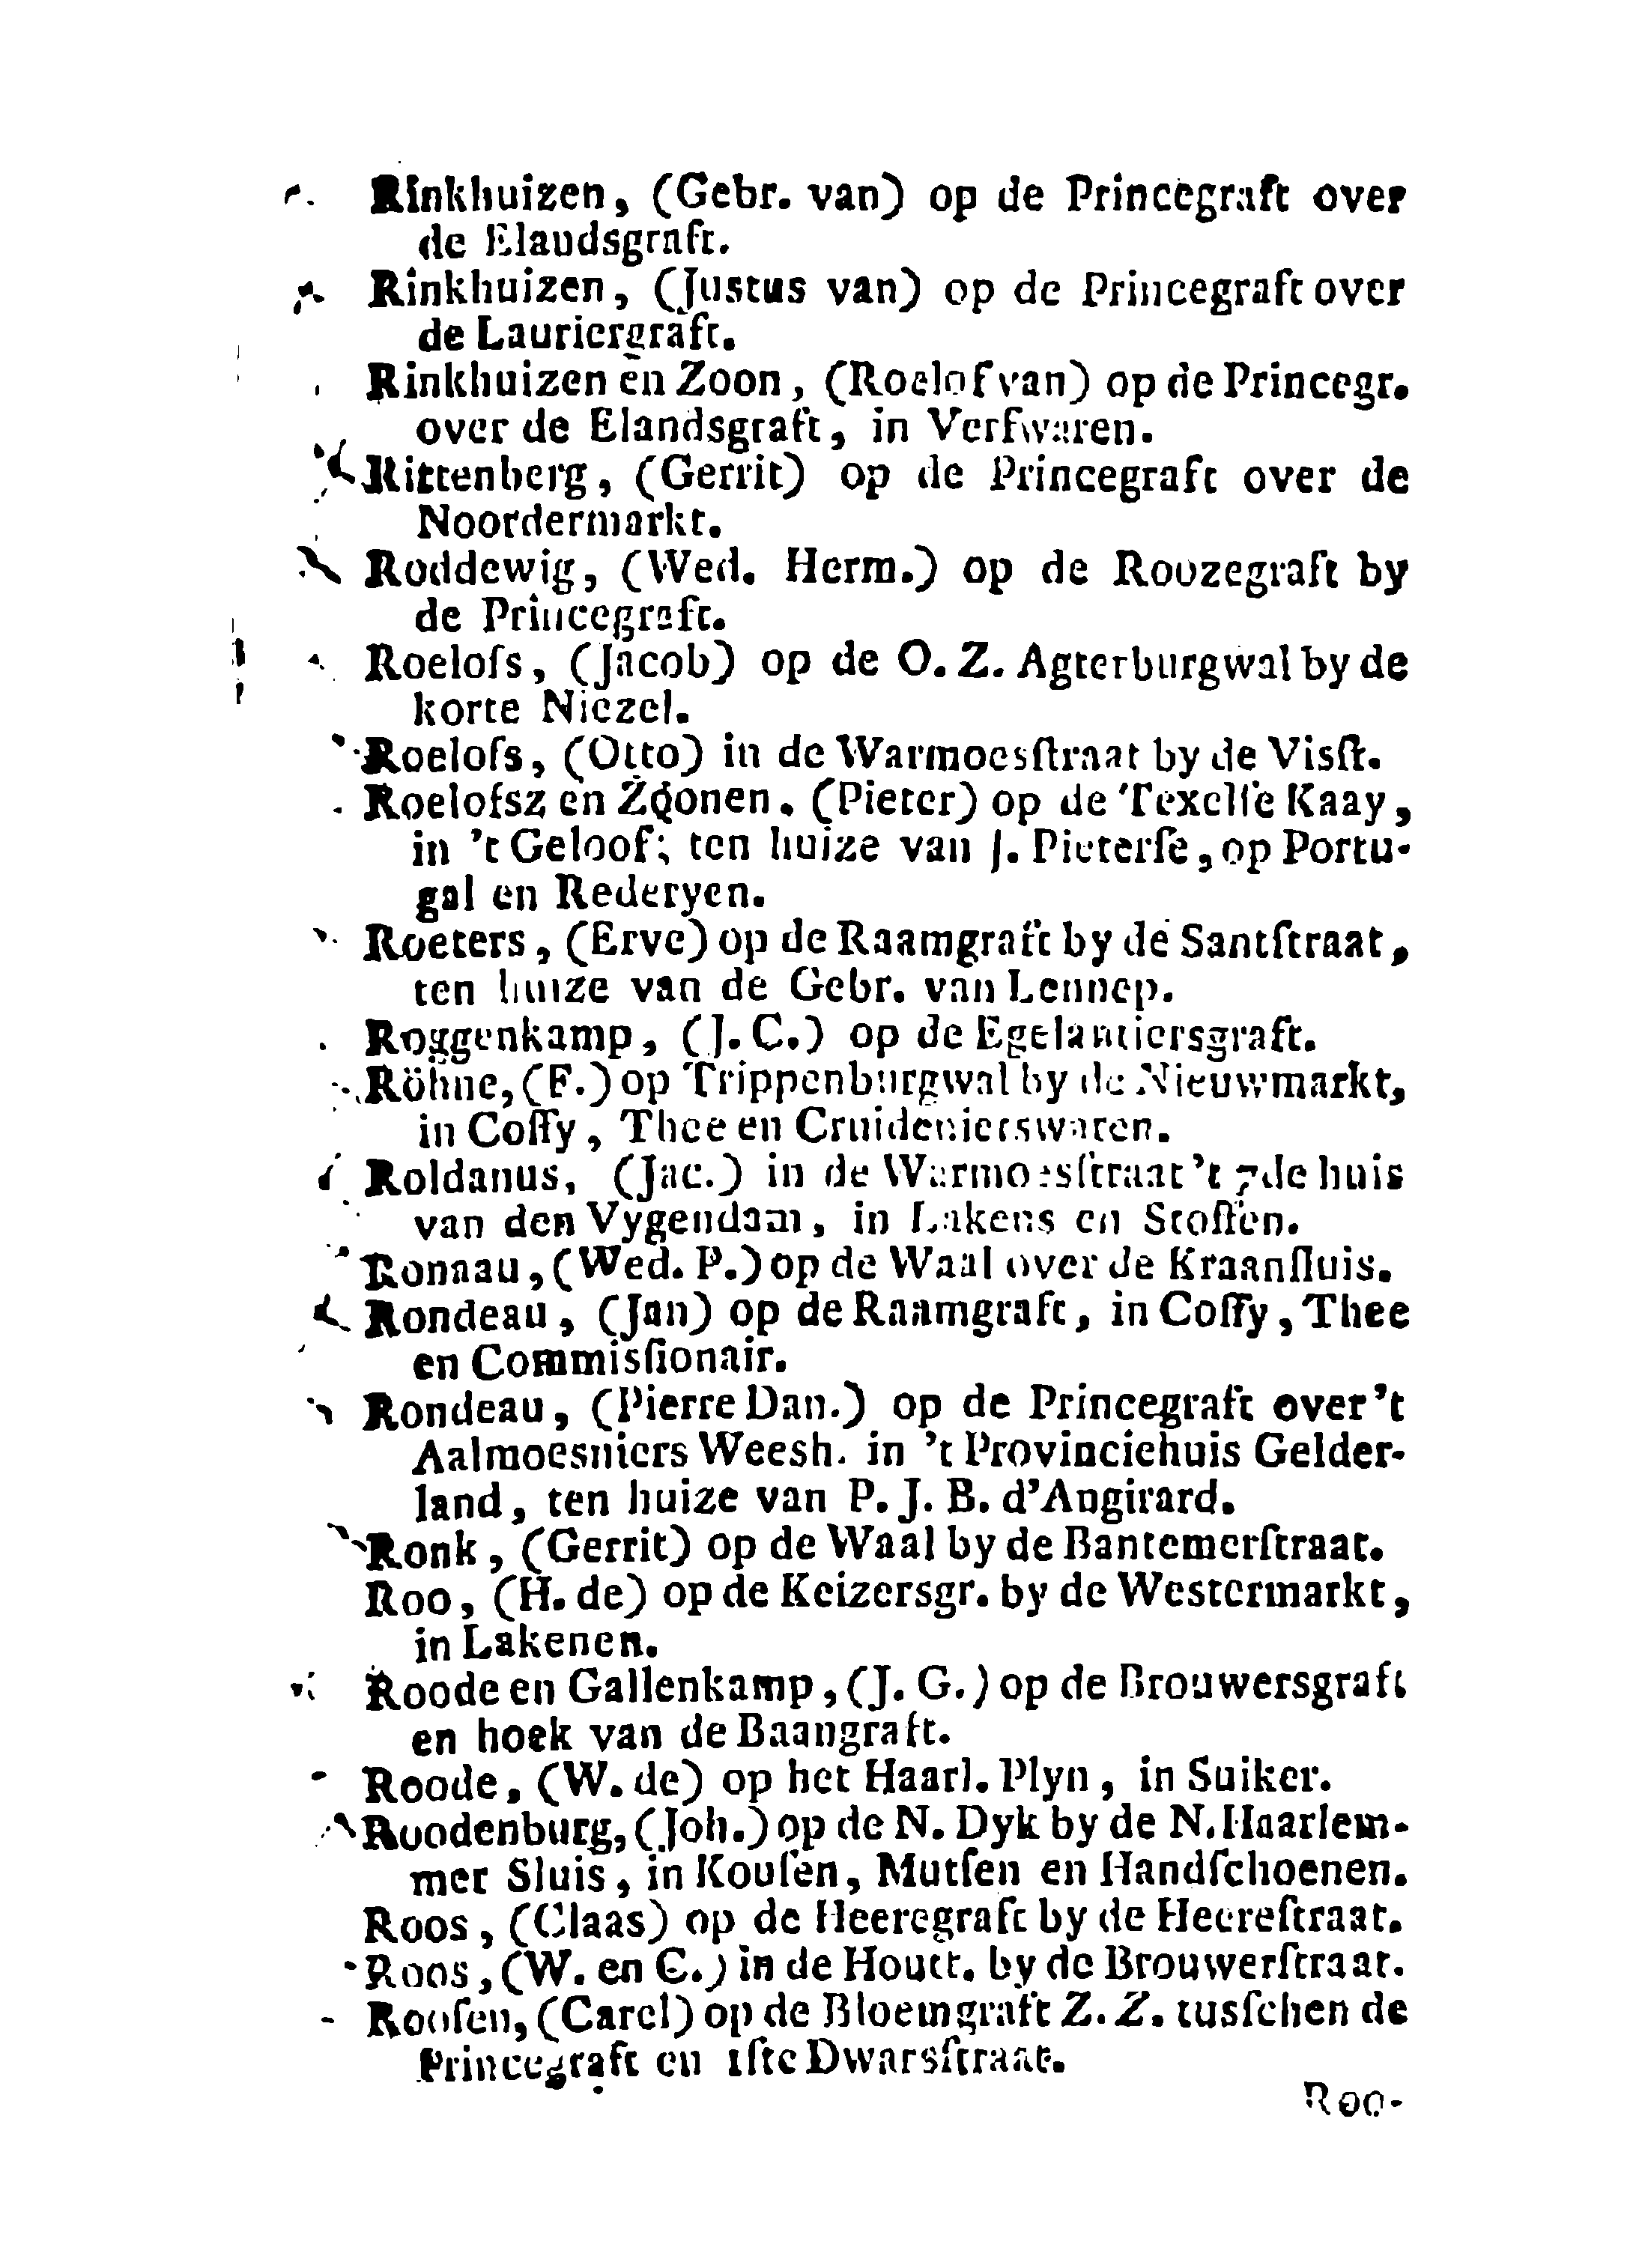 Rinkhuizen, (Gebr. van) op de Princegraft over
de Elaudsgraft.
Rinkhuizen, (Justus van) op de Princegraft over
de Lauriergraft.
Rinkhuizen en Zoon, (Roelof van) op de Princegr.
over de Elandsgraft, in Verfwaren.
Rittenberg, (Gerrit) op de Princegraft over de
Noordermarkt.
Roddewig, (Wed. Herm.) op de Roozegraft by
de Princegraft.
Roelofs, (Jacob) op de O. Z. Agterburgwal by de
korte Niezel.
Roelofs, (Otto) in de Warmoesſtraat by de Visſt.
Roelofsz en Zoonen. (Pieter) op de Texelſe Kaay,
in 't Geloof; ten huize van J. Pieterſe, op Portu-
gal en Rederyen.
Roeters, (Erve) op de Raamgraft by de Santſtraat,
ten huize van de Gebr. van Lennep.
Roggenkamp, (J. C.) op de Egelantiersgraft.
Röhne, (F.) op Trippenburgwal by de Nieuwmarkt,
in Coffy, Thee en Cruidenierswaren.
Roldanus, (Jac.) in de Warmoesſtraat 't 7de huis
van den Vygendam, in Lakens en Stoffen.
Ronnau, (Wed. P.) op de Waal over de Kraanſluis.
Rondeau, (Jan) op de Raamgraft, in Coffy, Thee
en Commisſionair.
Rondeau, (Pierre Dan.) op de Princegraft over 't
Aalmoesniers Weesh. in 't Provinciehuis Gelder-
land, ten huize van P. J. B. d'Angirard.
Ronk, (Gerrit) op de Waal by de Bantemerſtraat.
Roo, (H. de) op de Keizersgr. by de Westermarkt,
in Lakenen.
Roode en Gallenkamp, (J. G.) op de Brouwersgraft
en hoek van de Baangraft.
Roode, (W. de) op het Haarl. Plyn, in Suiker.
Roodenburg, (Joh.) op de N. Dyk by de N. Haarlem-
mer Sluis, in Kouſen, Mutſen en Handſchoenen.
Roos, (Claas) op de Heeregraft by de Heereſtraat.
Roos, (W. en C.) in de Houtt. by de Brouwerſtraat.
Rooſen, (Carel) op de Bloemgraft Z. Z. tusſchen de
Princegraft en 1ſte Dwarsſtraat.
Roo-